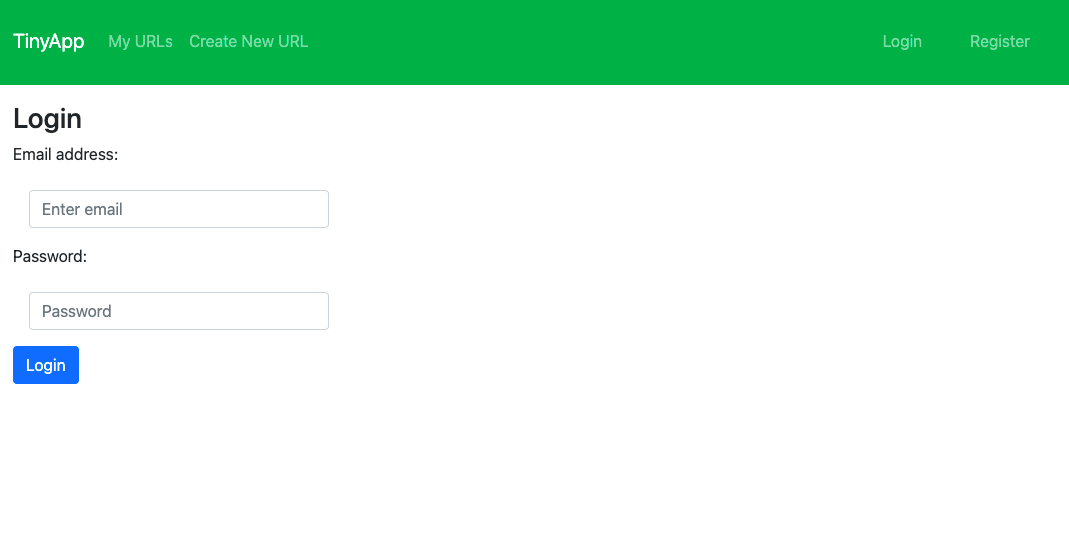 TinyApp My URLs Create New URL Login Register
Login
Email address:
Enter email
Password:
Password
Login